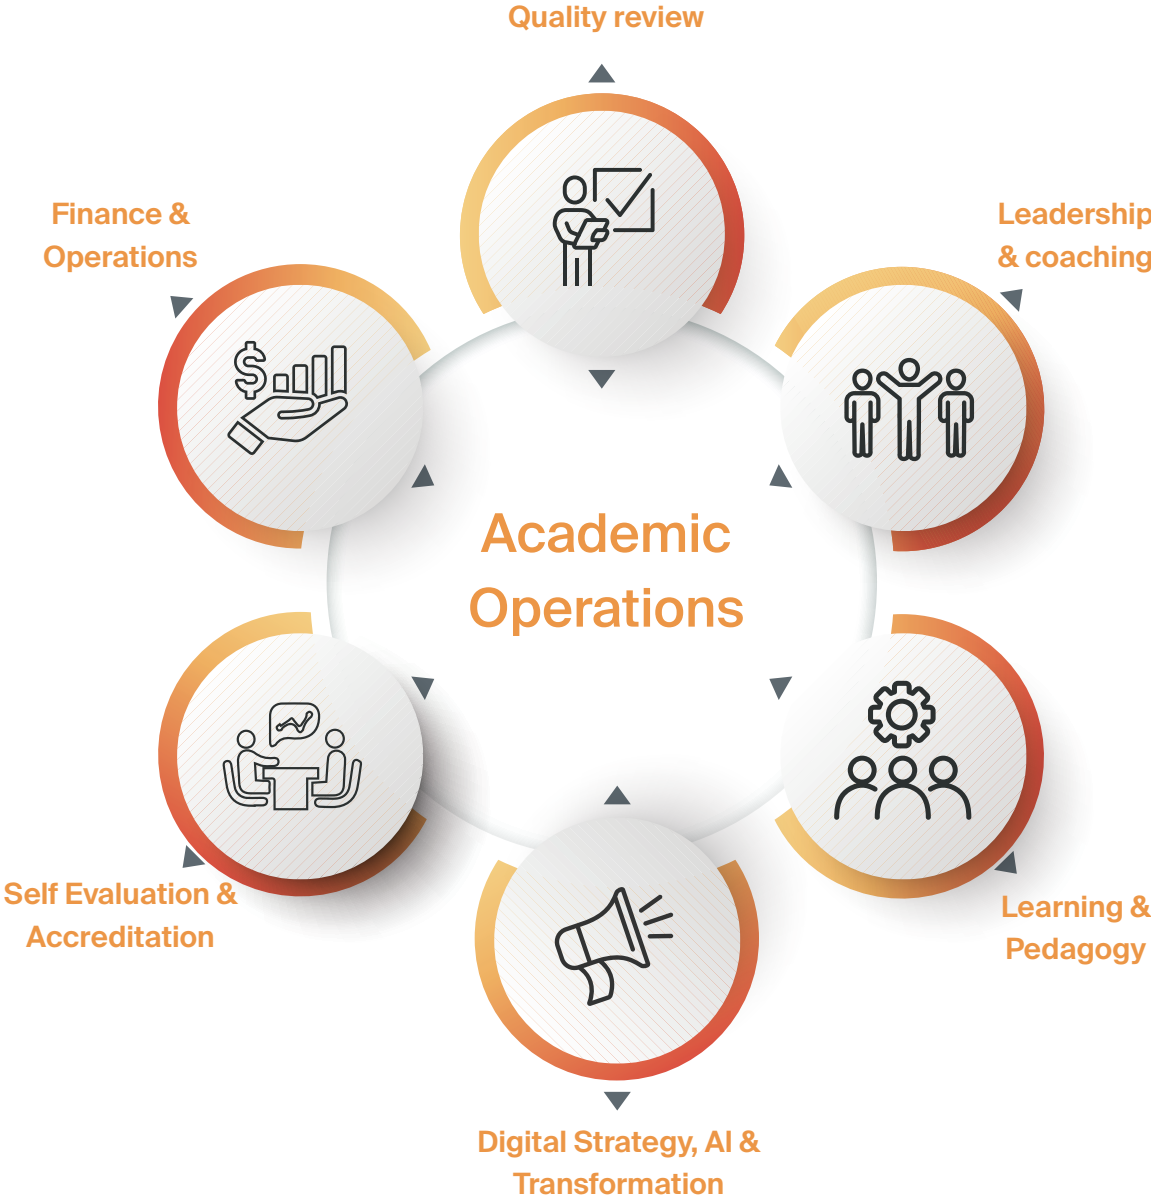 Quality review
Finance &
Operations
Leadership
& coaching
Academic
Operations
Self Evaluation &
Accreditation
Learning &
Pedagogy
Digital Strategy, AI &
Transformation